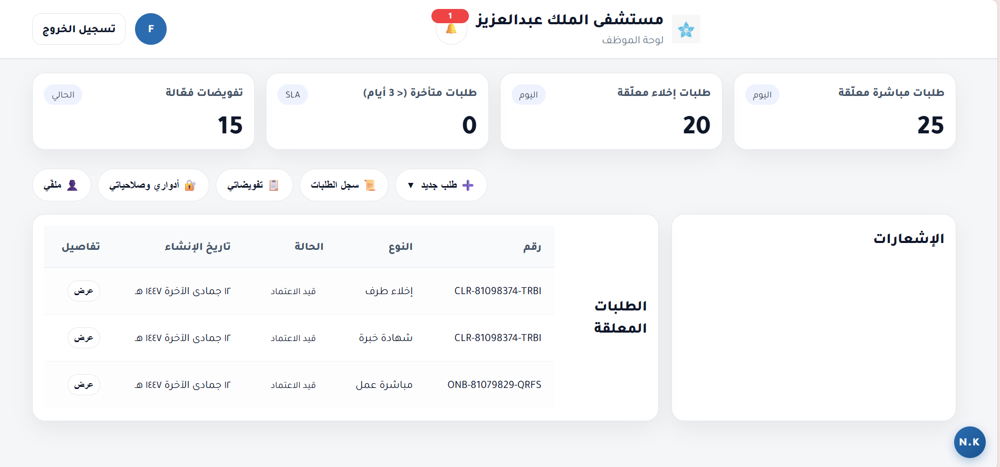 مستشفى الملك عبدالعزيز
لوحة الموظف
1
F
تسجيل الخروج
طلبات مباشرة معلّقة
اليوم
25
طلبات إخلاء معلّقة
اليوم
20
طلبات متأخرة (< 3 أيام)
SLA
0
تفويضات فعّالة
الحالي
15
طلب جديد ▼
سجل الطلبات
تفويضاتي
أدواري وصلاحياتي
ملفّي
الإشعارات
الطلبات
المعلقة
رقم النوع الحالة تاريخ الإنشاء تفاصيل
CLR-81098374-TRBI إخلاء طرف قيد الاعتماد ١٢ جمادى الآخرة ١٤٤٧ هـ عرض
CLR-81098374-TRBI شهادة خبرة قيد الاعتماد ١٢ جمادى الآخرة ١٤٤٧ هـ عرض
ONB-81079829-QRFS مباشرة عمل قيد الاعتماد ١٢ جمادى الآخرة ١٤٤٧ هـ عرض
N.K